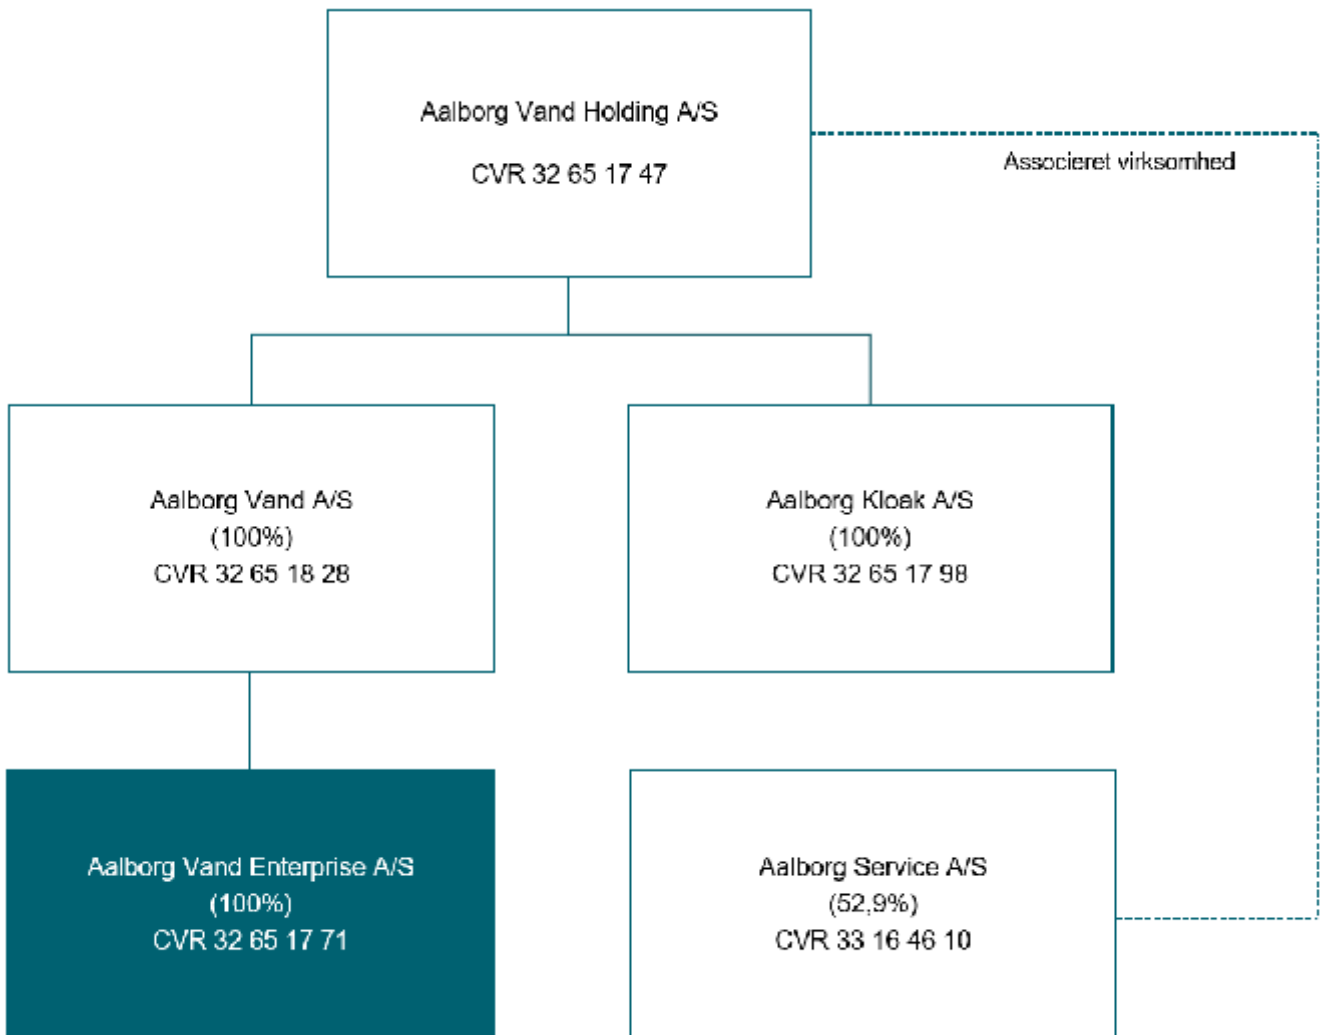 Aalborg Vand Holding A/S
CVR 32 65 17 47
Associeret virksomhed
Aalborg Vand A/S
(100%)
CVR 32 65 18 28
Aalborg Kloak A/S
(100%)
CVR 32 65 17 98
Aalborg Vand Enterprise A/S
(100%)
CVR 32 65 17 71
Aalborg Service A/S
(52,9%)
CVR 33 16 46 10